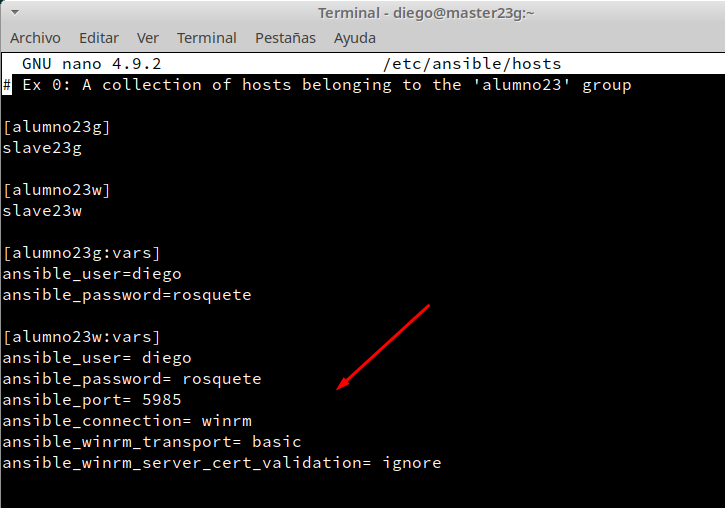 Terminal - diego@master23g:~
Archivo Editar Ver Terminal Pestañas Ayuda
GNU nano 4.9.2 /etc/ansible/hosts
# Ex 0: A collection of hosts belonging to the 'alumno23' group
[alumno23g]
slave23g
[alumno23w]
slave23w
[alumno23g:vars]
ansible_user=diego
ansible_password=rosquete
[alumno23w:vars]
ansible_user= diego
ansible_password= rosquete
ansible_port= 5985
ansible_connection= winrm
ansible_winrm_transport= basic
ansible_winrm_server_cert_validation= ignore